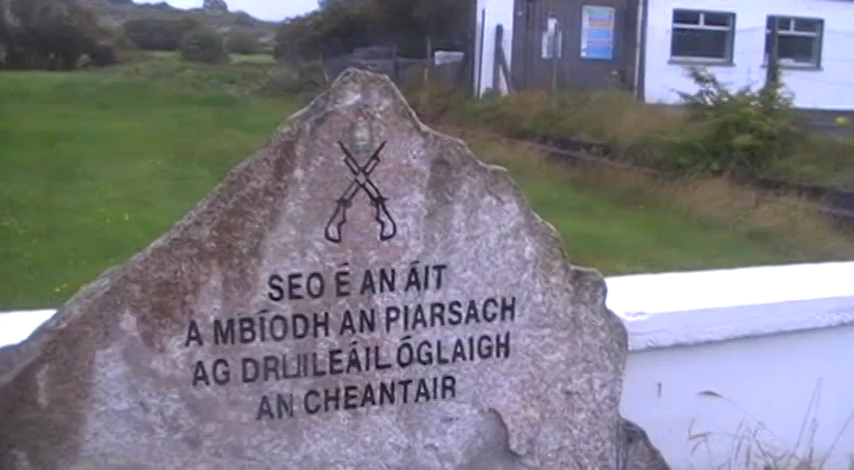 SEO É AN ÁIT
A MBÍODH AN PIARSACH
AG DRUILEÁIL ÓGLAIGH
AN CHEANTAIR